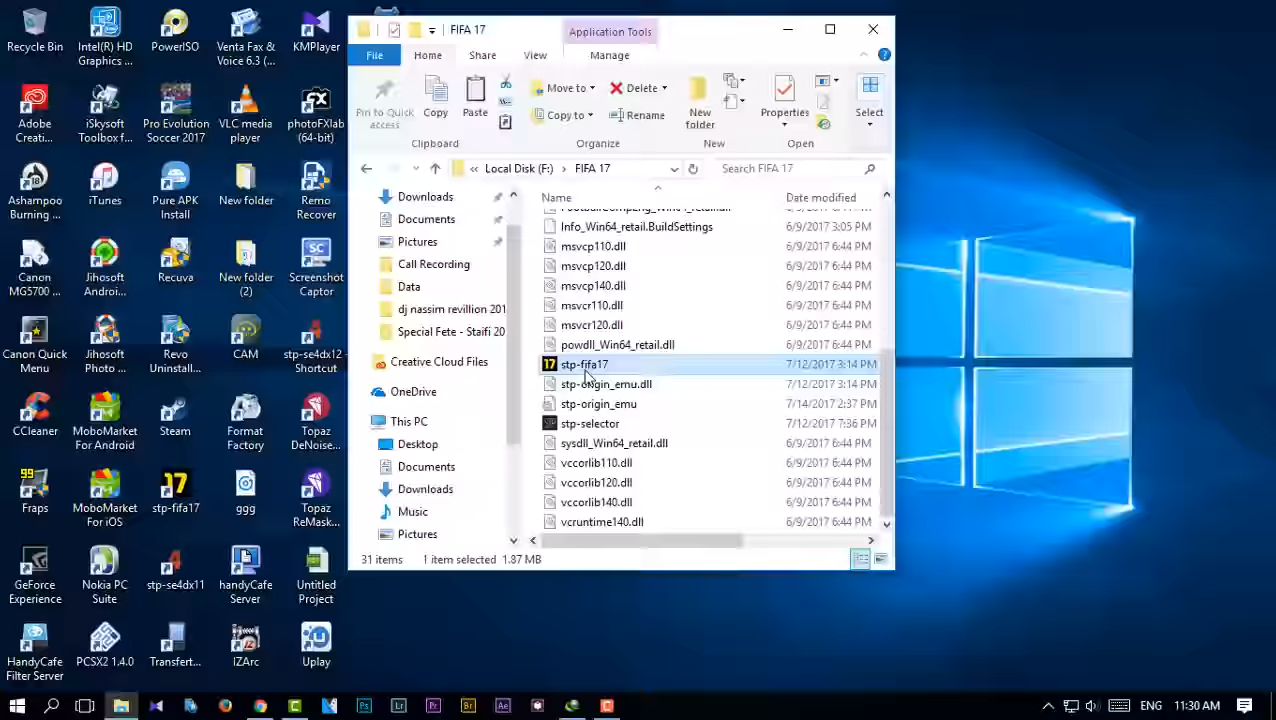 Recycle Bin
Intel(R) HD
Graphics ...
PowerISO
Venta Fax &
Voice 6.3 (...
KMPlayer
Adobe
Creati...
iSkysoft
Toolbox f...
Pro Evolution
Soccer 2017
VLC media
player
photoFXlab
(64-bit)
Ashampoo
Burning ...
iTunes
Pure APK
Install
New folder
Remo
Recover
Canon
MG5700 ...
Jihosoft
Androi...
Recuva
New folder
(2)
Screenshot
Captor
Canon Quick
Menu
Jihosoft
Photo ...
Revo
Uninstall...
CAM
stp-se4dx12
Shortcut
CCleaner
MoboMarket
For Android
Steam
Format
Factory
Topaz
DeNoise...
Fraps
MoboMarket
For iOS
stp-fifa17
ggg
Topaz
ReMask...
GeForce
Experience
Nokia PC
Suite
stp-se4dx11
handyCafe
Server
Untitled
Project
HandyCafe
Filter Server
PCSX2 1.4.0
Transfert...
IZArc
Uplay
FIFA 17
Application Tools
File
Home
Share
View
Manage
Pin to Quick
access
Copy
Paste
Move to
Copy to
Delete
Rename
New
folder
Properties
Select
Clipboard
Organize
New
Open
« Local Disk (F:) > FIFA 17
Search FIFA 17
Downloads
Documents
Pictures
Call Recording
Data
dj nassim revillion 201
Special Fete - Staifi 20
Creative Cloud Files
OneDrive
This PC
Desktop
Documents
Downloads
Music
Pictures
Name Date modified
Info_Win64_retail.BuildSettings 6/9/2017 3:05 PM
msvcp110.dll 6/9/2017 6:44 PM
msvcp120.dll 6/9/2017 6:44 PM
msvcp140.dll 6/9/2017 6:44 PM
msvcr110.dll 6/9/2017 6:44 PM
msvcr120.dll 6/9/2017 6:44 PM
powdll_Win64_retail.dll 6/9/2017 6:44 PM
stp-fifa17 7/12/2017 3:14 PM
stp-origin_emu.dll 7/12/2017 3:14 PM
stp-origin_emu 7/14/2017 2:37 PM
stp-selector 7/12/2017 7:36 PM
sysdll_Win64_retail.dll 6/9/2017 6:44 PM
vccorlib110.dll 6/9/2017 6:44 PM
vccorlib120.dll 6/9/2017 6:44 PM
vccorlib140.dll 6/9/2017 6:44 PM
vcruntime140.dll 6/9/2017 6:44 PM
31 items 1 item selected 1.87 MB
Ps Lr Pr Br Ae
ENG 11:30 AM